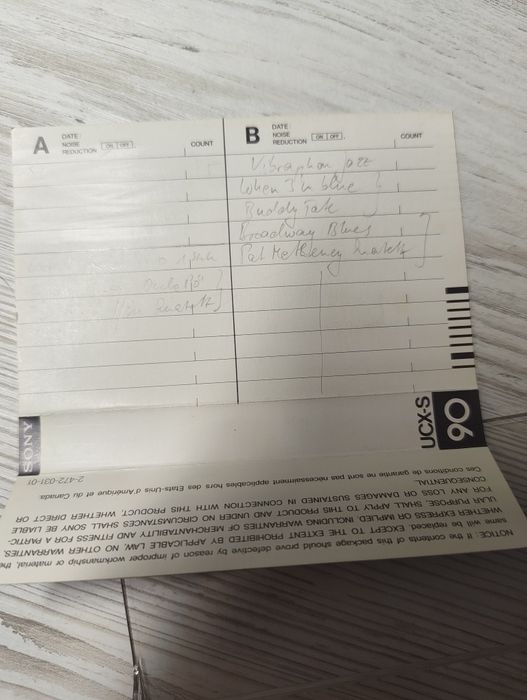 A
DATE:
NOISE
REDUCTION ON OFF
COUNT
B
DATE:
NOISE
REDUCTION ON OFF
COUNT
Vibraphon jazz
When I'n blue
Buddy Tate
Broadway Blues
Pat Metheney
SONY
UCX-S
90
2-472-031-01
Ces conditions de garantie ne sont pas nécessairement applicables hors des États-Unis d'Amérique et du Canada.
NOTICE: If the contents of this package should prove defective by reason of improper workmanship or material, the
same will be replaced. EXCEPT TO THE EXTENT PROHIBITED BY APPLICABLE LAW, NO OTHER WARRANTIES,
WHETHER EXPRESS OR IMPLIED, INCLUDING WARRANTIES OF MERCHANTABILITY AND FITNESS FOR A PARTIC-
ULAR PURPOSE, SHALL APPLY TO THIS PRODUCT AND UNDER NO CIRCUMSTANCES SHALL SONY BE LIABLE
FOR ANY LOSS OR DAMAGES SUSTAINED IN CONNECTION WITH THIS PRODUCT, WHETHER DIRECT OR
CONSEQUENTIAL.